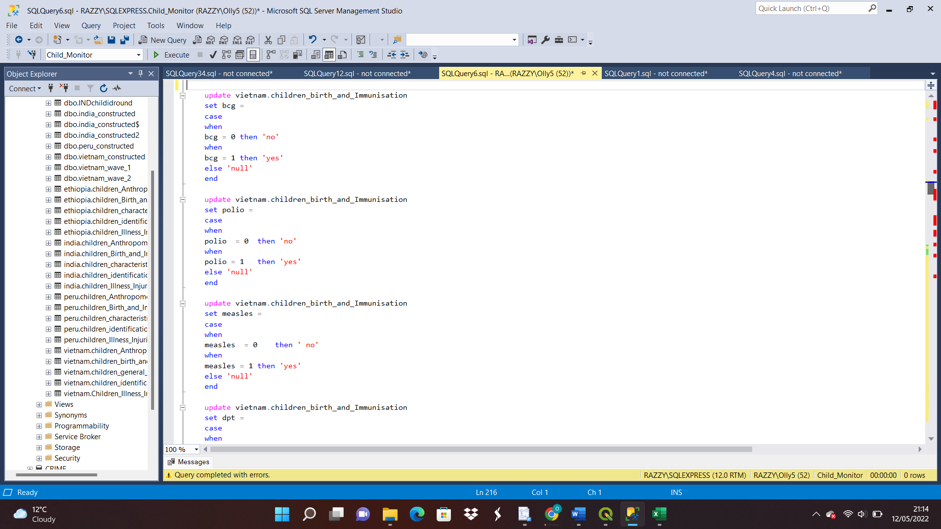 SQLQuery6.sql - RAZZY\SQLEXPRESS.Child_Monitor (RAZZY\Olly5 (52))* - Microsoft SQL Server Management Studio
Quick Launch (Ctrl+Q)
File Edit View Query Project Tools Window Help
New Query
MDX DMX XMLA DAX
Child_Monitor
Execute
Object Explorer
SQLQuery34.sql - not connected*
SQLQuery12.sql - not connected*
SQLQuery6.sql - RA...(RAZZY\Olly5 (52))*
SQLQuery1.sql - not connected*
SQLQuery4.sql - not connected*
Connect
dbo.INDchildidround
dbo.india_constructed
dbo.india_constructed$
dbo.india_constructed2
dbo.peru_constructed
dbo.vietnam_constructed
dbo.vietnam_wave_1
dbo.vietnam_wave_2
ethiopia.children_Anthrop
ethiopia.children_Birth_an
ethiopia.children_characte
ethiopia.children_identific
ethiopia.children_Illness_In
india.children_Anthropom
india.children_Birth_and_I
india.children_characterist
india.children_identificatio
india.children_Illness_Injur
peru.children_Anthropome
peru.children_Birth_and_Ir
peru.children_characterist
peru.children_identificatio
peru.children_Illness_Injuri
vietnam.children_Anthrop
vietnam.children_birth_an
vietnam.children_general_
vietnam.children_identific
vietnam.Children_Illness_I
Views
Synonyms
Programmability
Service Broker
Storage
Security
CRIME
update vietnam.children_birth_and_Immunisation
set bcg =
case
when
bcg = 0 then 'no'
when
bcg = 1 then 'yes'
else 'null'
end
update vietnam.children_birth_and_Immunisation
set polio =
case
when
polio = 0 then 'no'
when
polio = 1 then 'yes'
else 'null'
end
update vietnam.children_birth_and_Immunisation
set measles =
case
when
measles = 0 then ' no'
when
measles = 1 then 'yes'
else 'null'
end
update vietnam.children_birth_and_Immunisation
set dpt =
case
when
100 %
Messages
Query completed with errors.
RAZZY\SQLEXPRESS (12.0 RTM) RAZZY\Olly5 (52) Child_Monitor 00:00:00 0 rows
Ready
Ln 216 Col 1 Ch 1 INS
12°C
Cloudy
21:14
12/05/2022